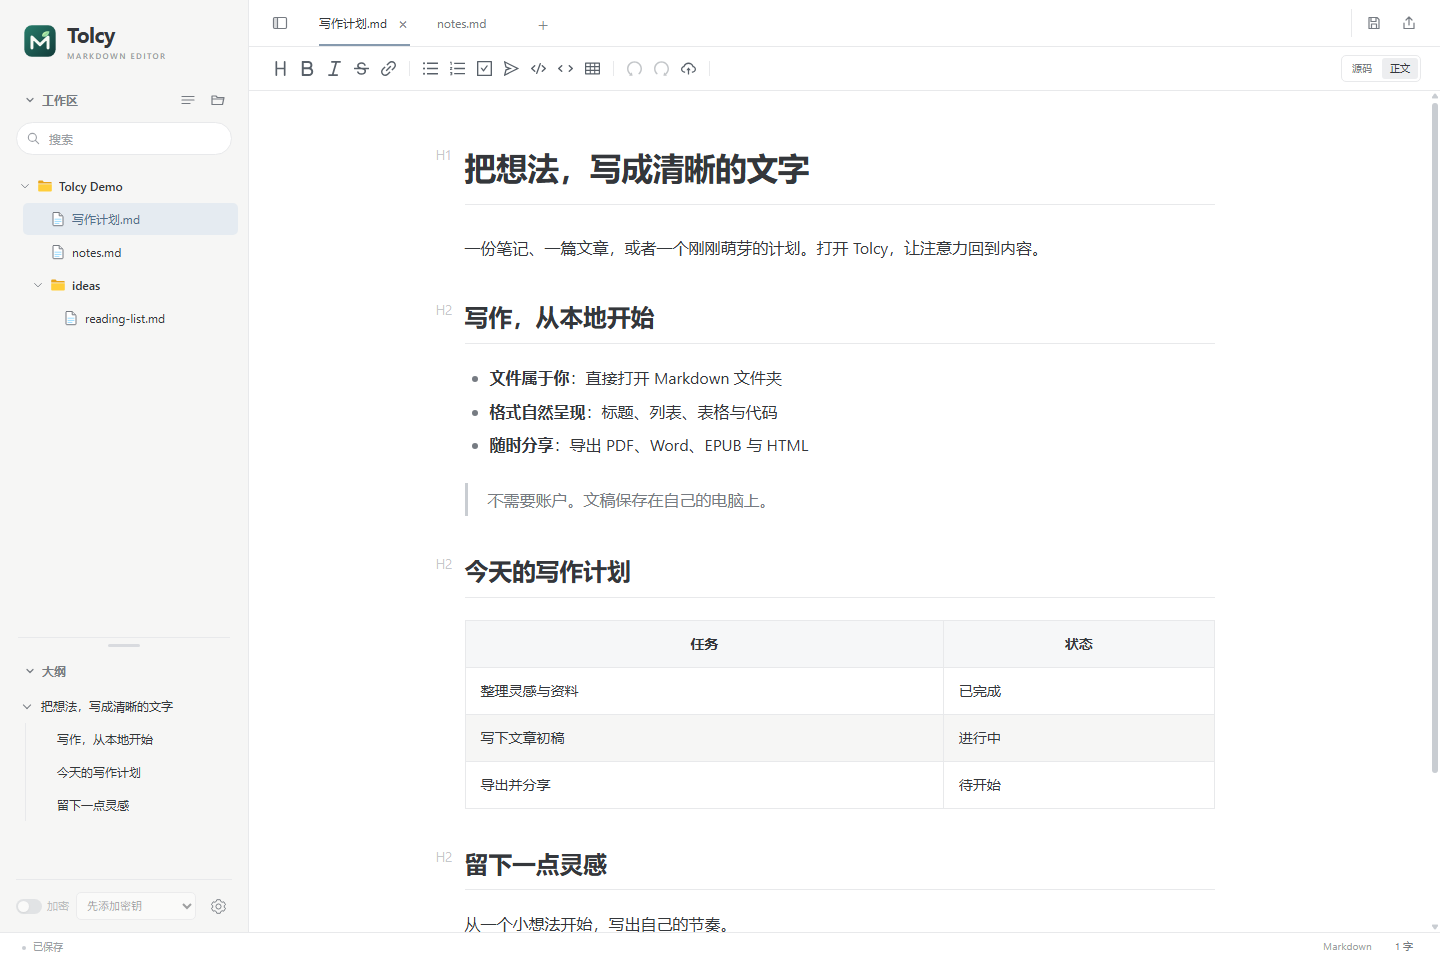 Tolcy
MARKDOWN EDITOR
工作区
搜索
Tolcy Demo
写作计划.md
notes.md
ideas
reading-list.md
大纲
把想法，写成清晰的文字
写作，从本地开始
今天的写作计划
留下一点灵感
加密
先添加密钥
已保存
写作计划.md
notes.md
源码
正文
H1 把想法，写成清晰的文字
一份笔记、一篇文章，或者一个刚刚萌芽的计划。打开 Tolcy，让注意力回到内容。
H2 写作，从本地开始
文件属于你：直接打开 Markdown 文件夹
格式自然呈现：标题、列表、表格与代码
随时分享：导出 PDF、Word、EPUB 与 HTML
不需要账户。文稿保存在自己的电脑上。
H2 今天的写作计划
任务 状态
整理灵感与资料 已完成
写下文章初稿 进行中
导出并分享 待开始
H2 留下一点灵感
从一个小想法开始，写出自己的节奏。
Markdown 1 字